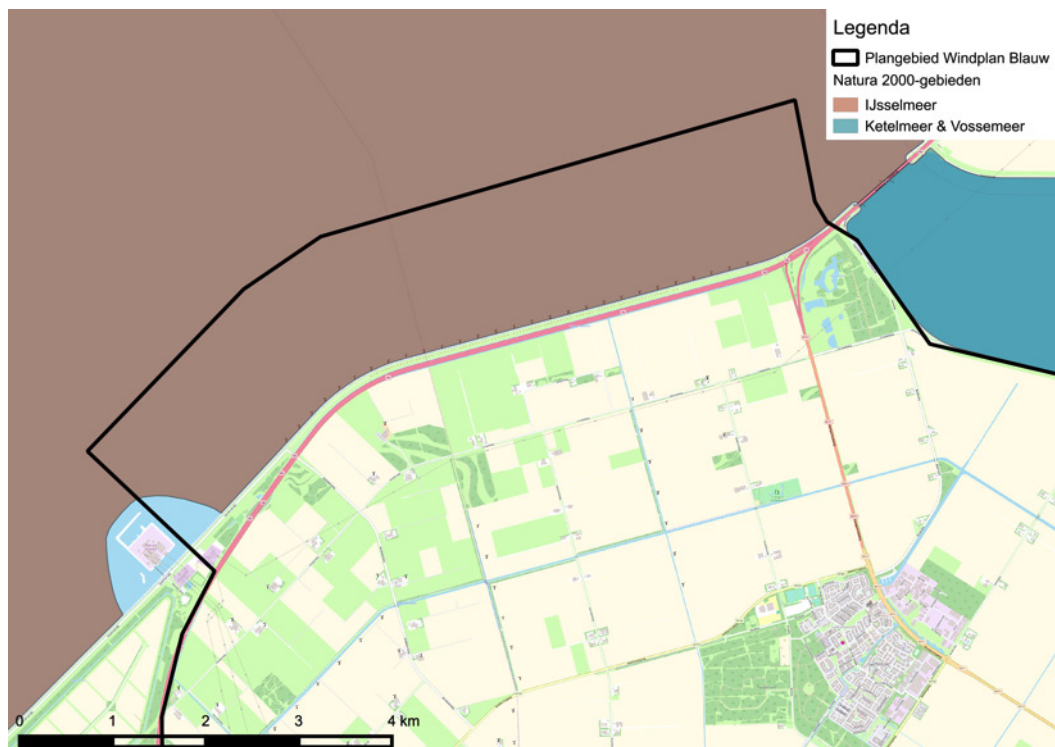 Legenda
Plangebied Windplan Blauw
Natura 2000-gebieden
IJsselmeer
Ketelmeer & Vossemeer
0 1 2 3 4 km